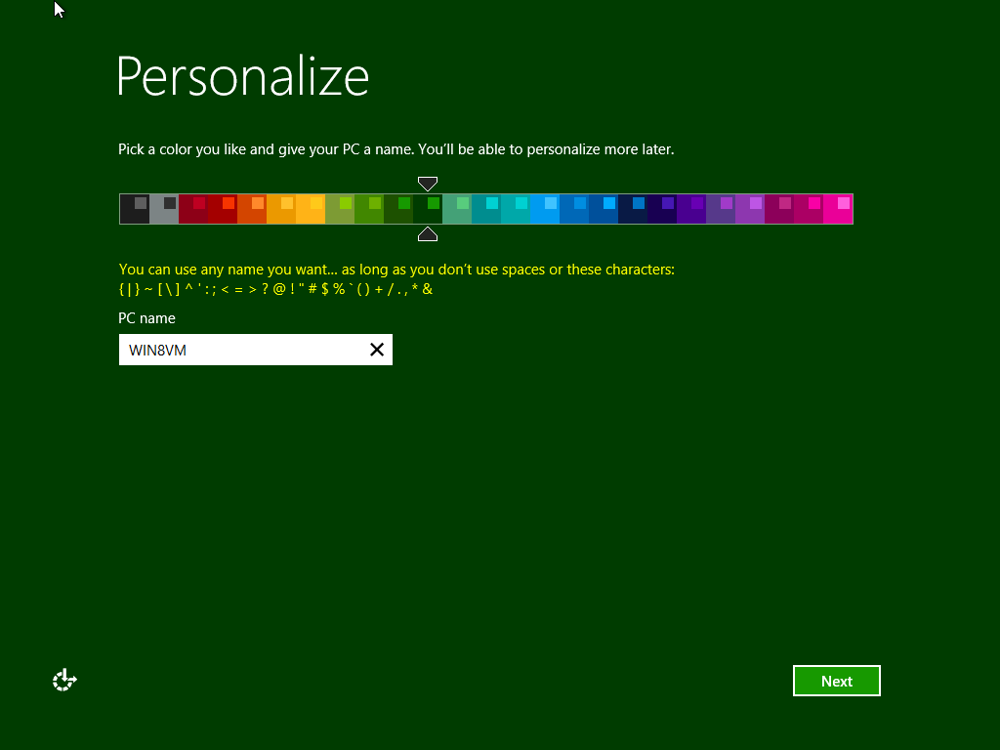 Personalize
Pick a color you like and give your PC a name. You'll be able to personalize more later.
You can use any name you want... as long as you don't use spaces or these characters:
{ | } ~ [ \ ] ^ ' : ; < = > ? @ ! " # $ % ` ( ) + / . , * &
PC name
WIN8VM
Next